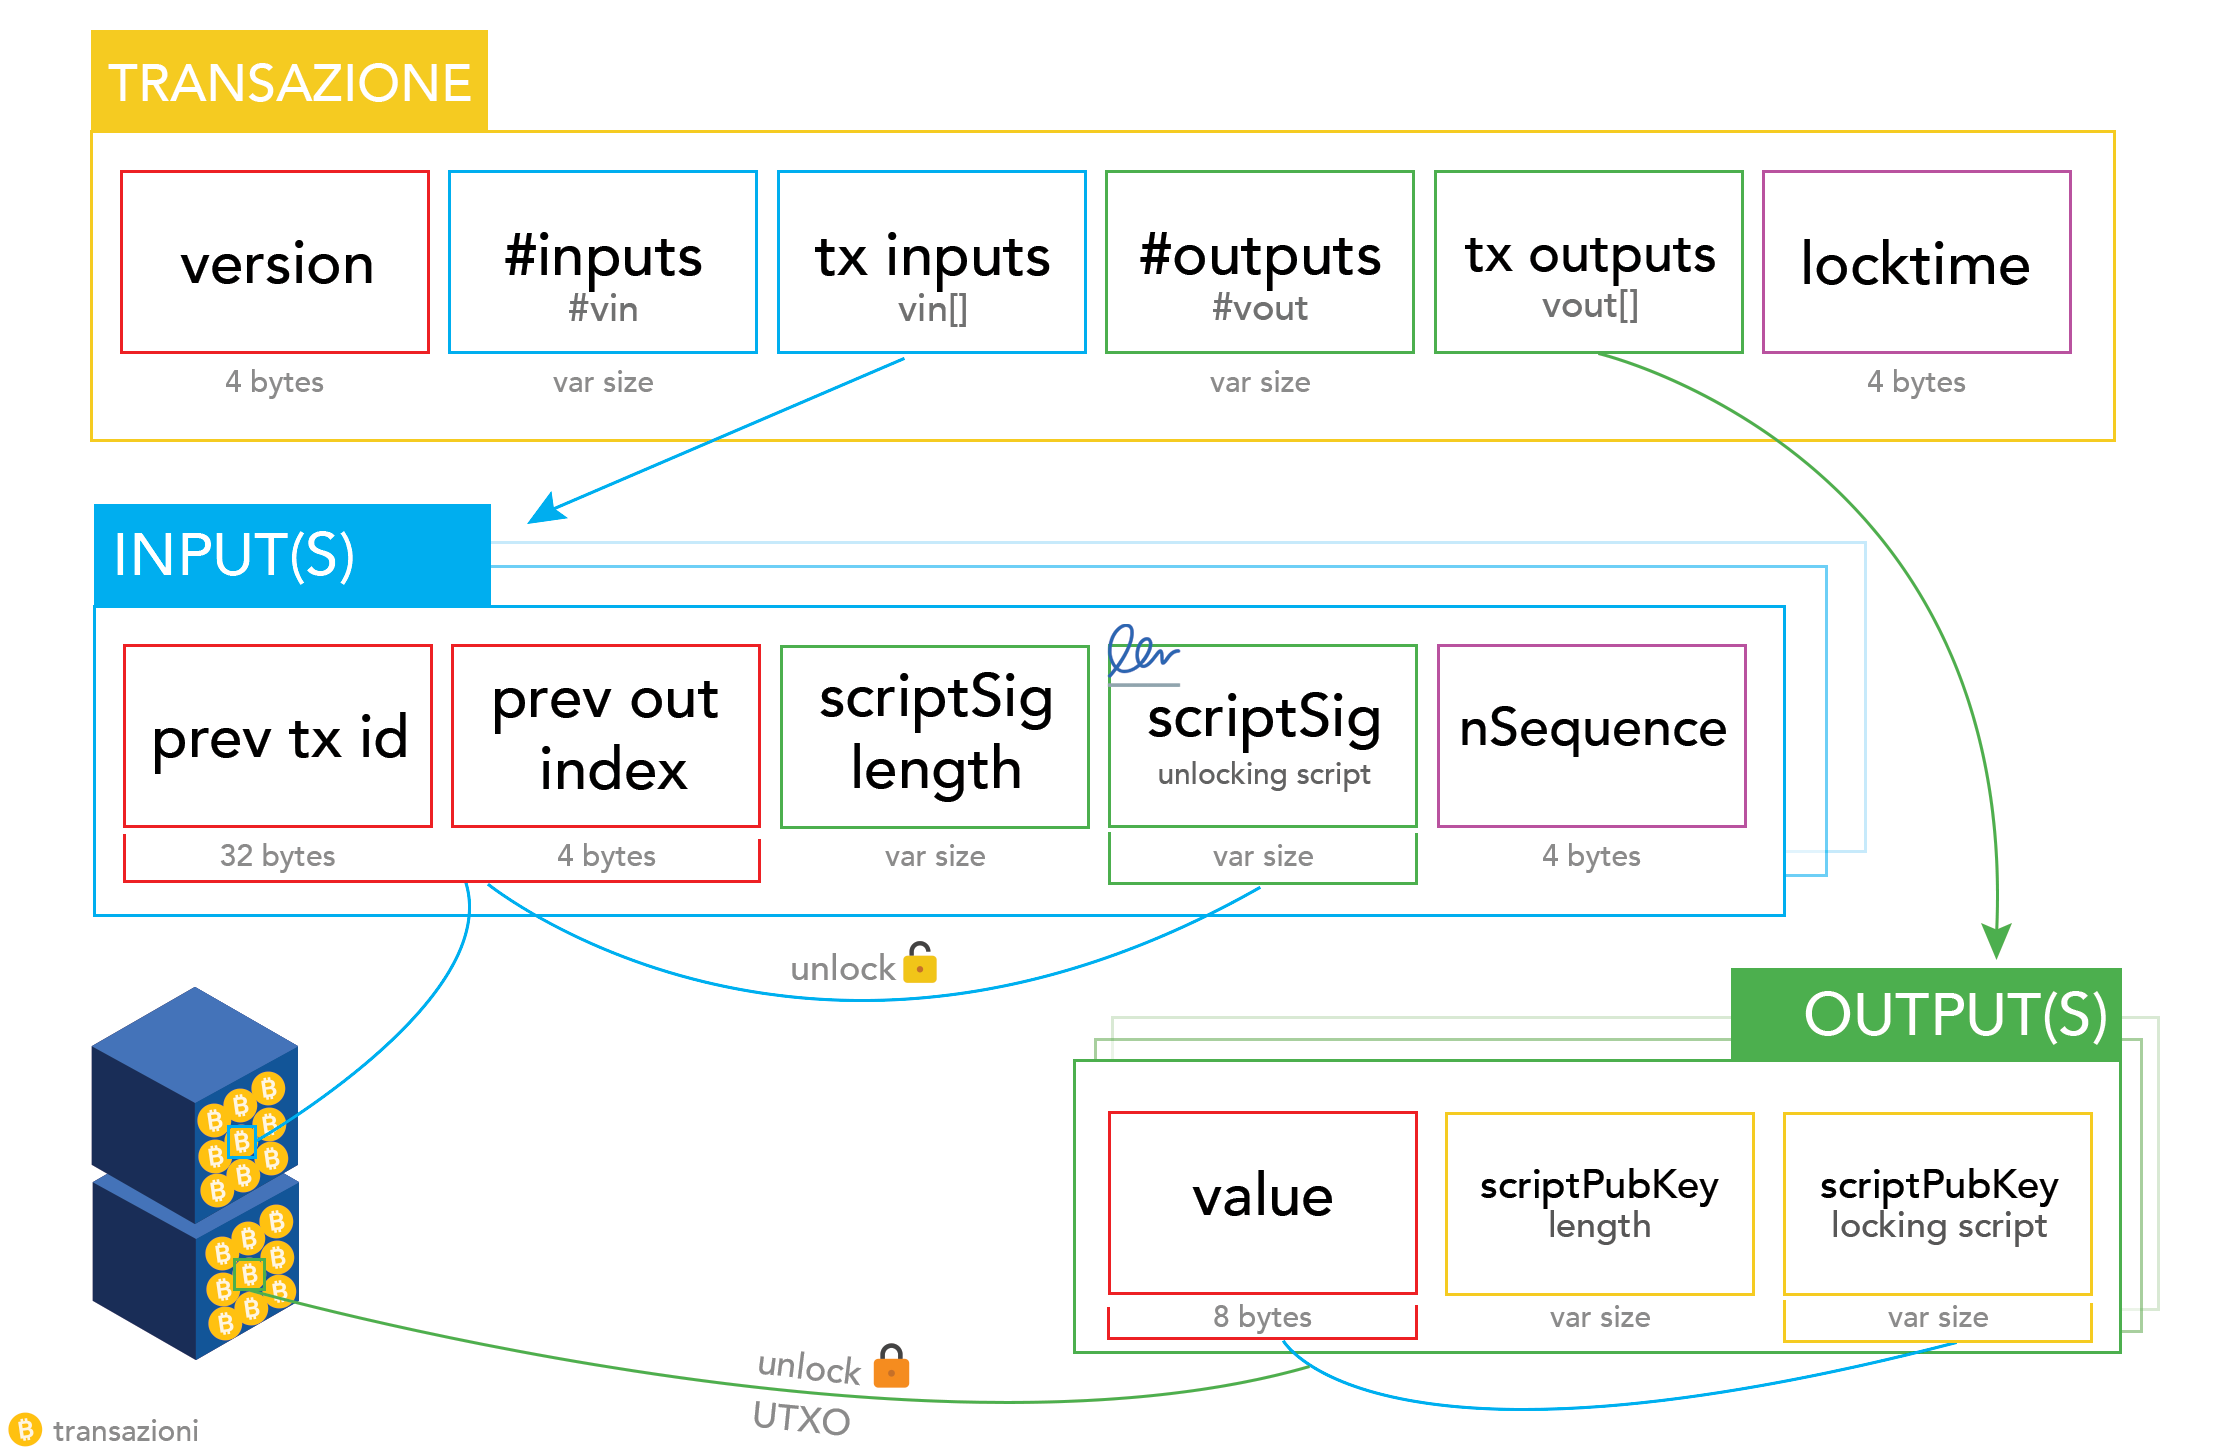 TRANSAZIONE
version
4 bytes
#inputs
#vin
var size
tx inputs
vin[]
#outputs
#vout
var size
tx outputs
vout[]
locktime
4 bytes
INPUT(S)
prev tx id
32 bytes
prev out
index
4 bytes
scriptSig
length
var size
scriptSig
unlocking script
var size
nSequence
4 bytes
unlock
OUTPUT(S)
value
8 bytes
scriptPubKey
length
var size
scriptPubKey
locking script
var size
unlock
UTXO
transazioni